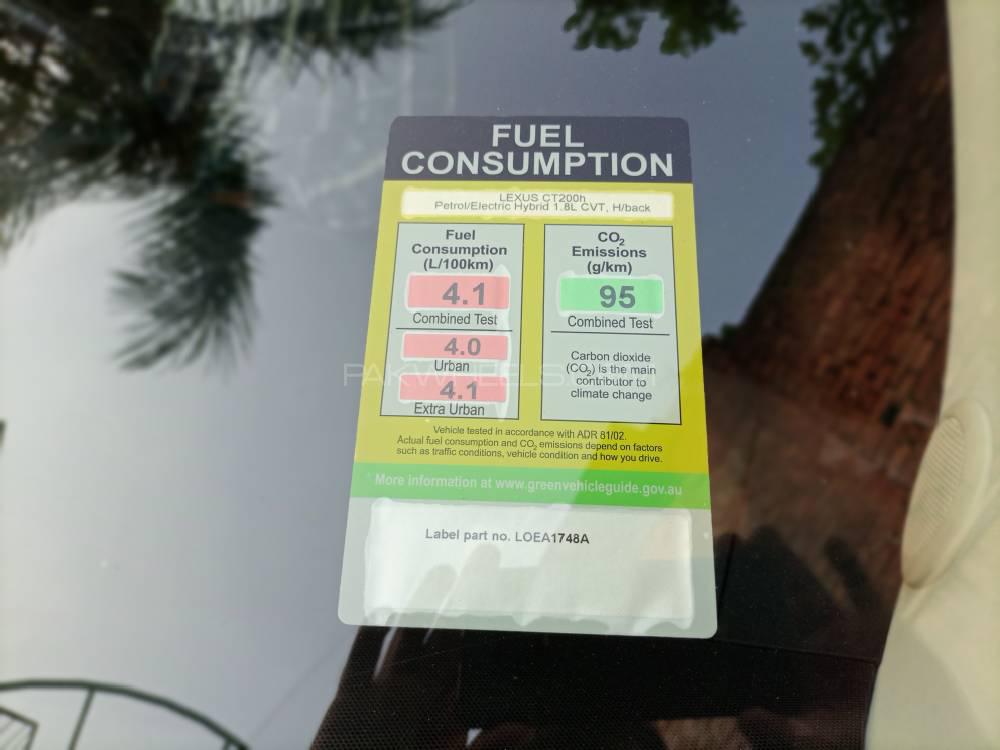 FUEL
CONSUMPTION
LEXUS CT200h
Petrol/Electric Hybrid 1.8L CVT, H/back
Fuel
Consumption
(L/100km)
4.1
Combined Test
4.0
Urban
4.1
Extra Urban
CO2
Emissions
(g/km)
95
Combined Test
Carbon dioxide
(CO2) is the main
contributor to
climate change
Vehicle tested in accordance with ADR 81/02.
Actual fuel consumption and CO2 emissions depend on factors
such as traffic conditions, vehicle condition and how you drive.
More information at www.greenvehicleguide.gov.au
Label part no. LOEA1748A